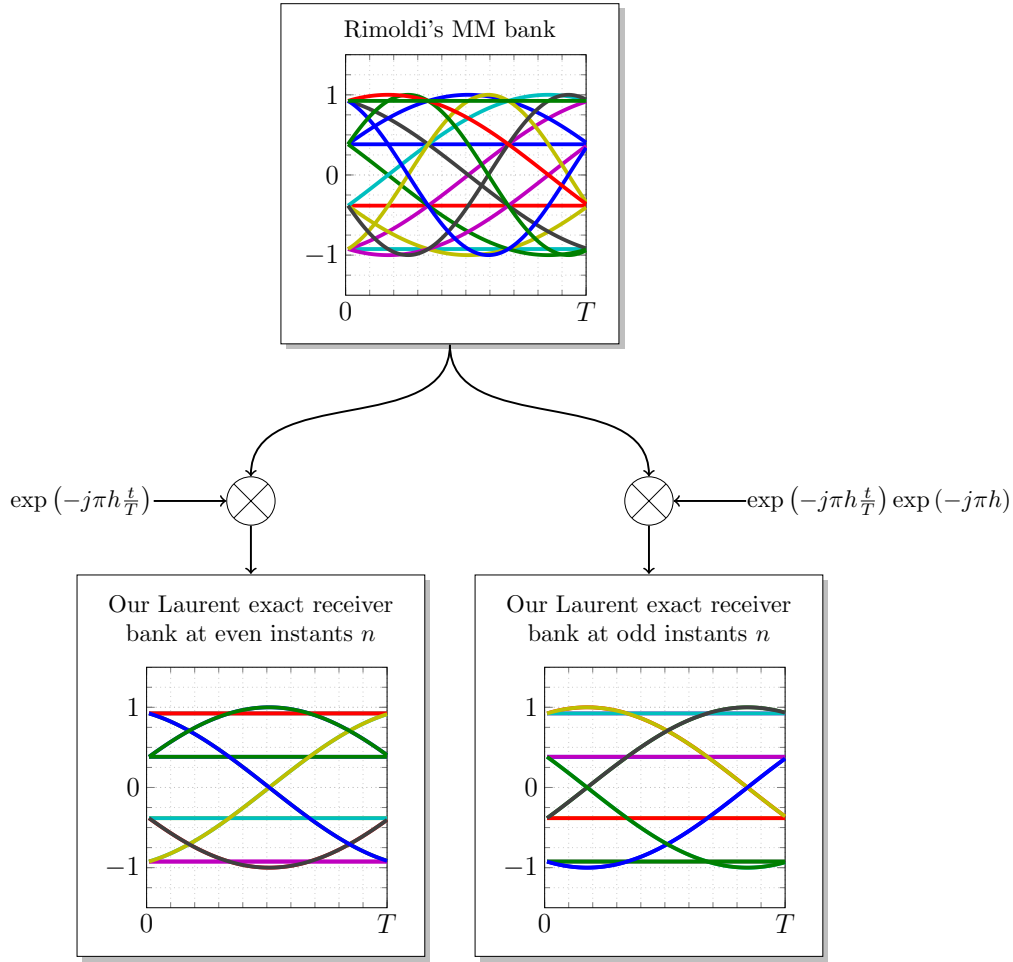 Rimoldi's MM bank
1
0
−1
0
T
exp (−jπh t/T)
exp (−jπh t/T) exp (−jπh)
Our Laurent exact receiver
bank at even instants n
1
0
−1
0
T
Our Laurent exact receiver
bank at odd instants n
1
0
−1
0
T